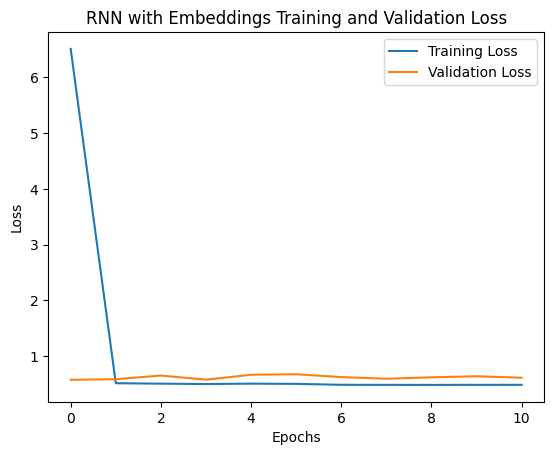 RNN with Embeddings Training and Validation Loss
Training Loss
Validation Loss
6
5
4
3
2
1
Loss
0 2 4 6 8 10
Epochs